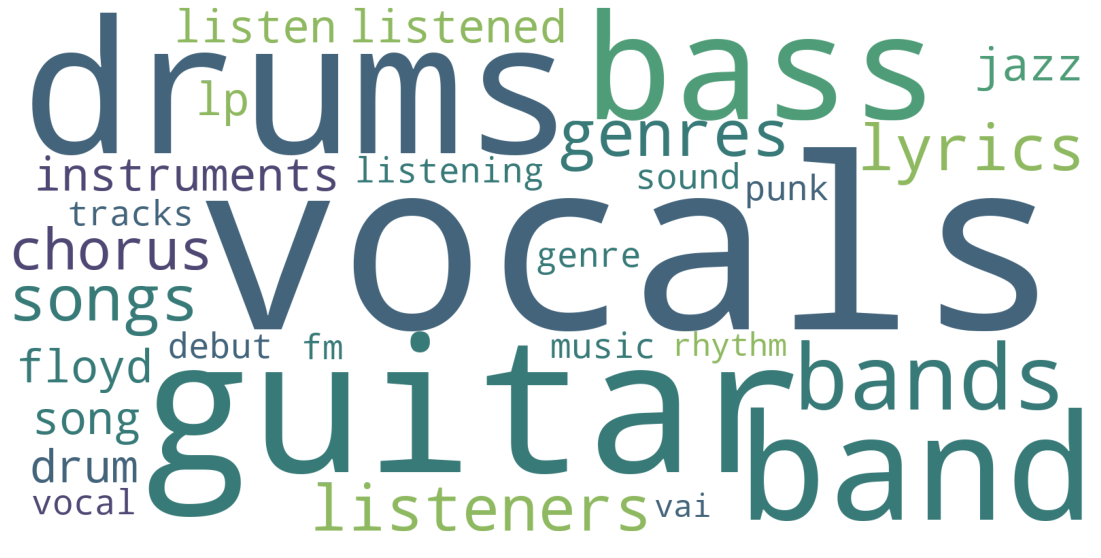 listen listened
drums bass jazz
lp
genres lyrics
instruments listening sound punk
tracks
vocals
chorus genre
songs
debut fm music rhythm
floyd guitar bands
song
drum band
vocal listeners vai